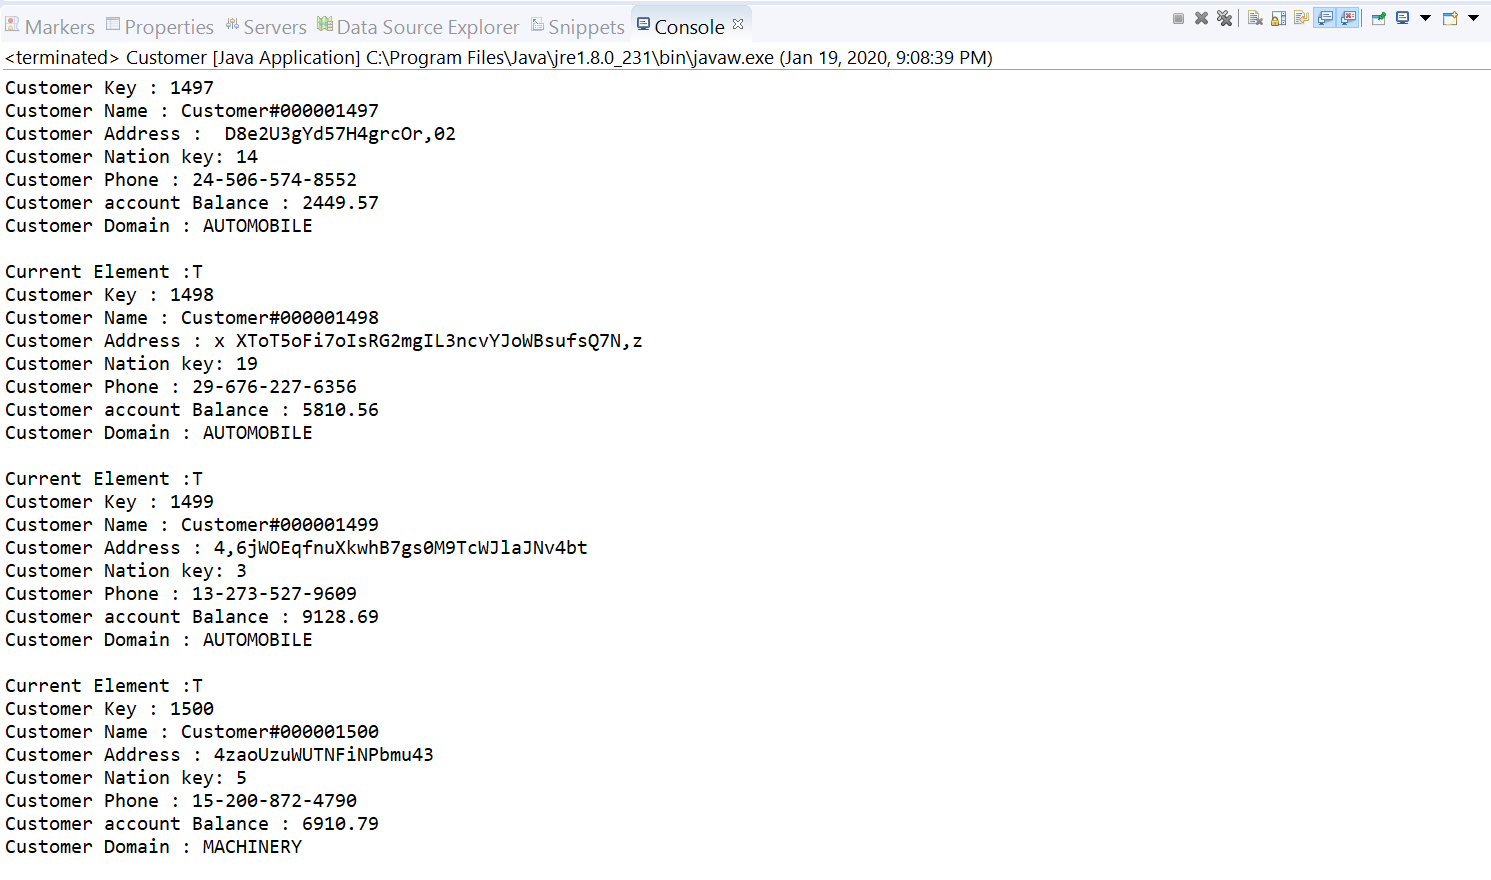 Markers Properties Servers Data Source Explorer Snippets Console
<terminated> Customer [Java Application] C:\Program Files\Java\jre1.8.0_231\bin\javaw.exe (Jan 19, 2020, 9:08:39 PM)
Customer Key : 1497
Customer Name : Customer#000001497
Customer Address :  D8e2U3gYd57H4grcOr,02
Customer Nation key: 14
Customer Phone : 24-506-574-8552
Customer account Balance : 2449.57
Customer Domain : AUTOMOBILE
Current Element :T
Customer Key : 1498
Customer Name : Customer#000001498
Customer Address : x XToT5oFi7oIsRG2mgIL3ncvYJoWBsufsQ7N,z
Customer Nation key: 19
Customer Phone : 29-676-227-6356
Customer account Balance : 5810.56
Customer Domain : AUTOMOBILE
Current Element :T
Customer Key : 1499
Customer Name : Customer#000001499
Customer Address : 4,6jWOEqfnuXkwhB7gs0M9TcWJlaJNv4bt
Customer Nation key: 3
Customer Phone : 13-273-527-9609
Customer account Balance : 9128.69
Customer Domain : AUTOMOBILE
Current Element :T
Customer Key : 1500
Customer Name : Customer#000001500
Customer Address : 4zaoUzuWUTNFiNPbmu43
Customer Nation key: 5
Customer Phone : 15-200-872-4790
Customer account Balance : 6910.79
Customer Domain : MACHINERY